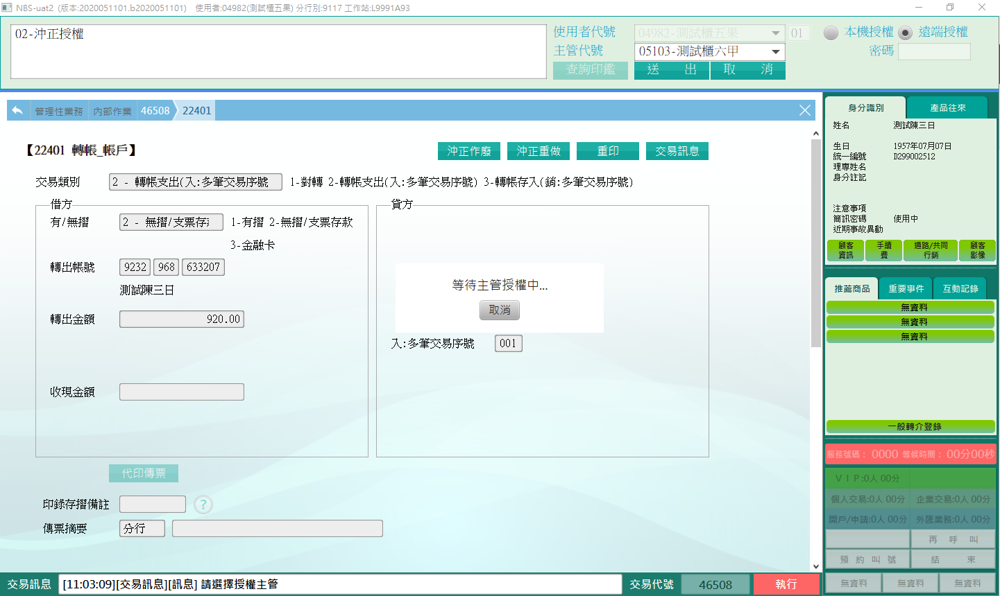 NBS-uat2 (版本:2020051101.b2020051101) 使用者:04982(測試櫃五果) 分行別:9117 工作站:L9991A93
02-沖正授權
使用者代號 04982-測試櫃五果 01 本機授權 遠端授權
主管代號 05103-測試櫃六甲 密碼
查詢印鑑 送 出 取 消
管理性業務 內部作業 46508 22401
【22401 轉帳_帳戶】
沖正作廢 沖正重做 重印 交易訊息
交易類別 2 - 轉帳支出(入:多筆交易序號 1-對轉 2-轉帳支出(入:多筆交易序號) 3-轉帳存入(銷:多筆交易序號)
借方
有/無摺 2 - 無摺/支票存 1-有摺 2-無摺/支票存款
3-金融卡
轉出帳號 9232 968 633207
測試陳三日
轉出金額 920.00
收現金額
貸方
等待主管授權中...
取消
入:多筆交易序號 001
代印傳票
印錄存摺備註 ?
傳票摘要 分行
交易訊息 [11:03:09][交易訊息][訊息] 請選擇授權主管 交易代號 46508 執行
身分識別 產品往來
姓名 測試陳三日
生日 1957年07月07日
統一編號 D299002512
理專姓名
身分註記
注意事項
簡訊密碼 使用中
近期事故異動
顧客資訊 手續費 通路/共同行銷 顧客影像
推薦商品 重要事件 互動記錄
無資料
無資料
無資料
一般轉介登錄
服務號碼： 0000 等候時間： 00分00秒
ＶＩＰ:0人 00分
個人交易:0人 00分 企業交易:0人 00分
開戶/申請:0人 00分 外匯業務:0人 00分
再 呼 叫
預 約 叫 號 結 束
無資料 無資料 無資料